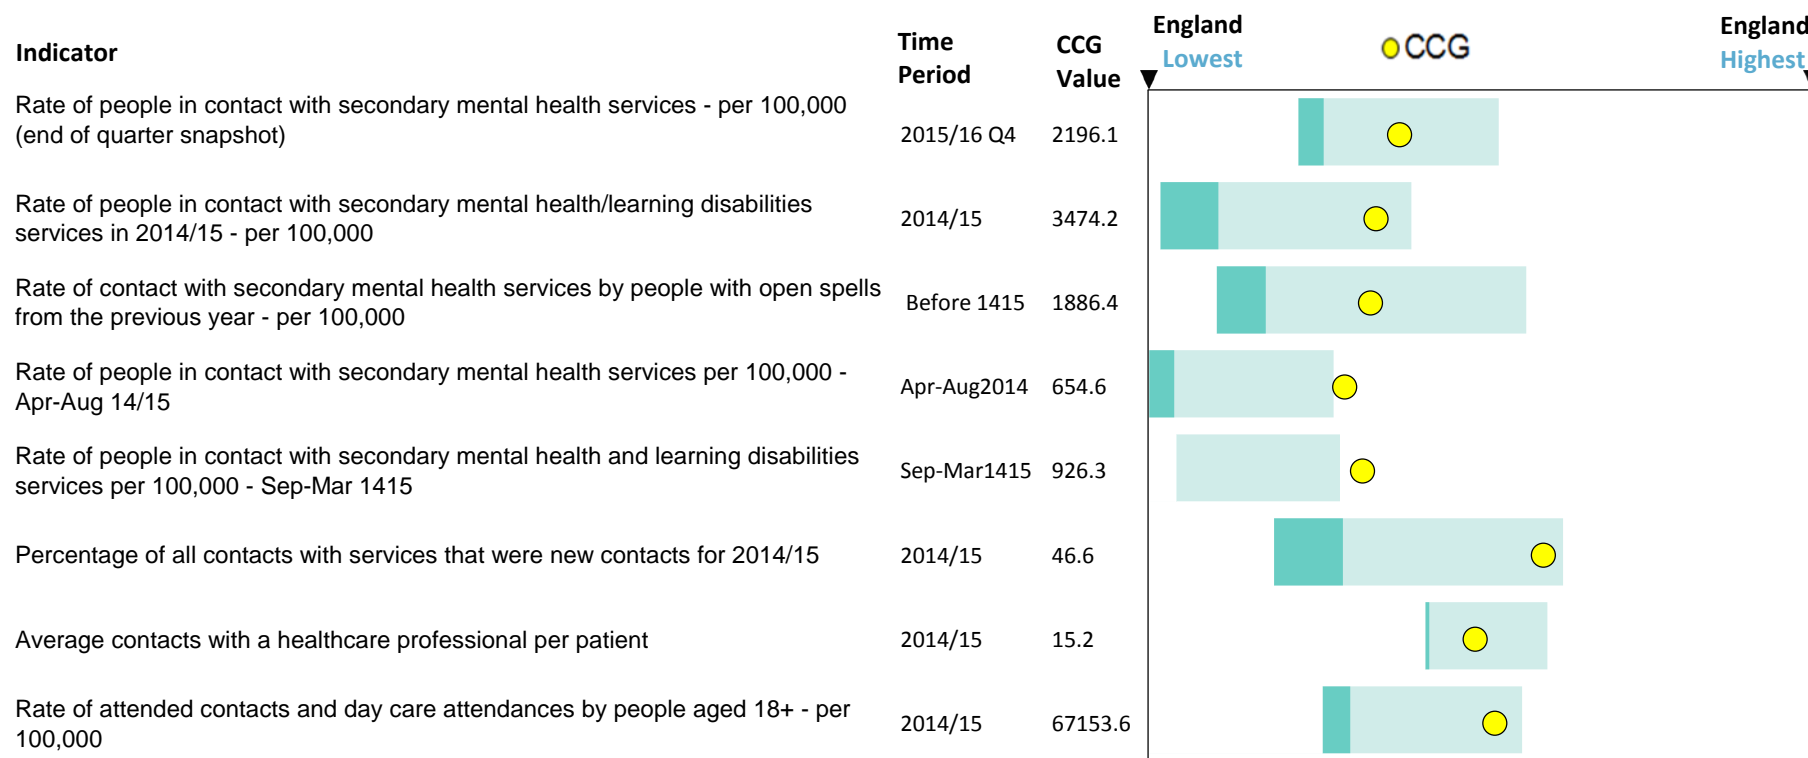 Indicator
Time Period
CCG Value
England Lowest
CCG
England Highest
Rate of people in contact with secondary mental health services - per 100,000
(end of quarter snapshot)
2015/16 Q4 2196.1
Rate of people in contact with secondary mental health/learning disabilities
services in 2014/15 - per 100,000
2014/15 3474.2
Rate of contact with secondary mental health services by people with open spells
from the previous year - per 100,000
Before 1415 1886.4
Rate of people in contact with secondary mental health services per 100,000 -
Apr-Aug 14/15
Apr-Aug2014 654.6
Rate of people in contact with secondary mental health and learning disabilities
services per 100,000 - Sep-Mar 1415
Sep-Mar1415 926.3
Percentage of all contacts with services that were new contacts for 2014/15
2014/15 46.6
Average contacts with a healthcare professional per patient
2014/15 15.2
Rate of attended contacts and day care attendances by people aged 18+ - per
100,000
2014/15 67153.6